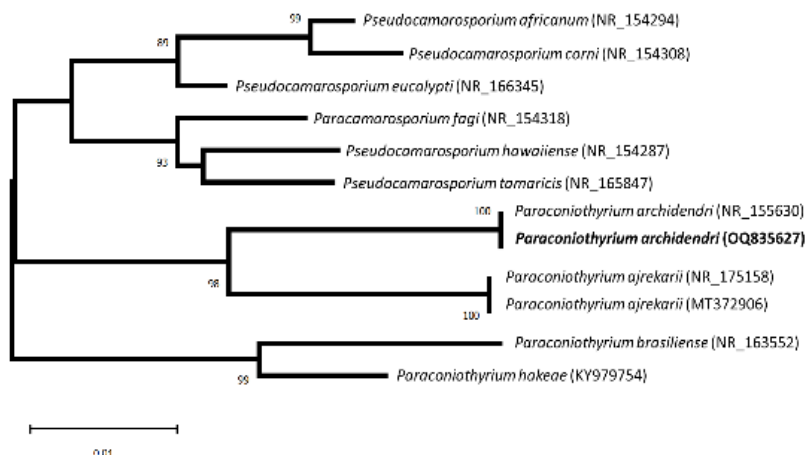 99
Pseudocamarosporium africanum (NR_154294)
89
Pseudocamarosporium corni (NR_154308)
Pseudocamarosporium eucalypti (NR_166345)
Paracamarosporium fagi (NR_154318)
Pseudocamarosporium hawaiiense (NR_154287)
93
Pseudocamarosporium tamaricis (NR_165847)
100
Paraconiothyrium archidendri (NR_155630)
Paraconiothyrium archidendri (OQ835627)
98
Paraconiothyrium ajrekarii (NR_175158)
Paraconiothyrium ajrekarii (MT372906)
100
Paraconiothyrium brasiliense (NR_163552)
99
Paraconiothyrium hakeae (KY979754)
0.01